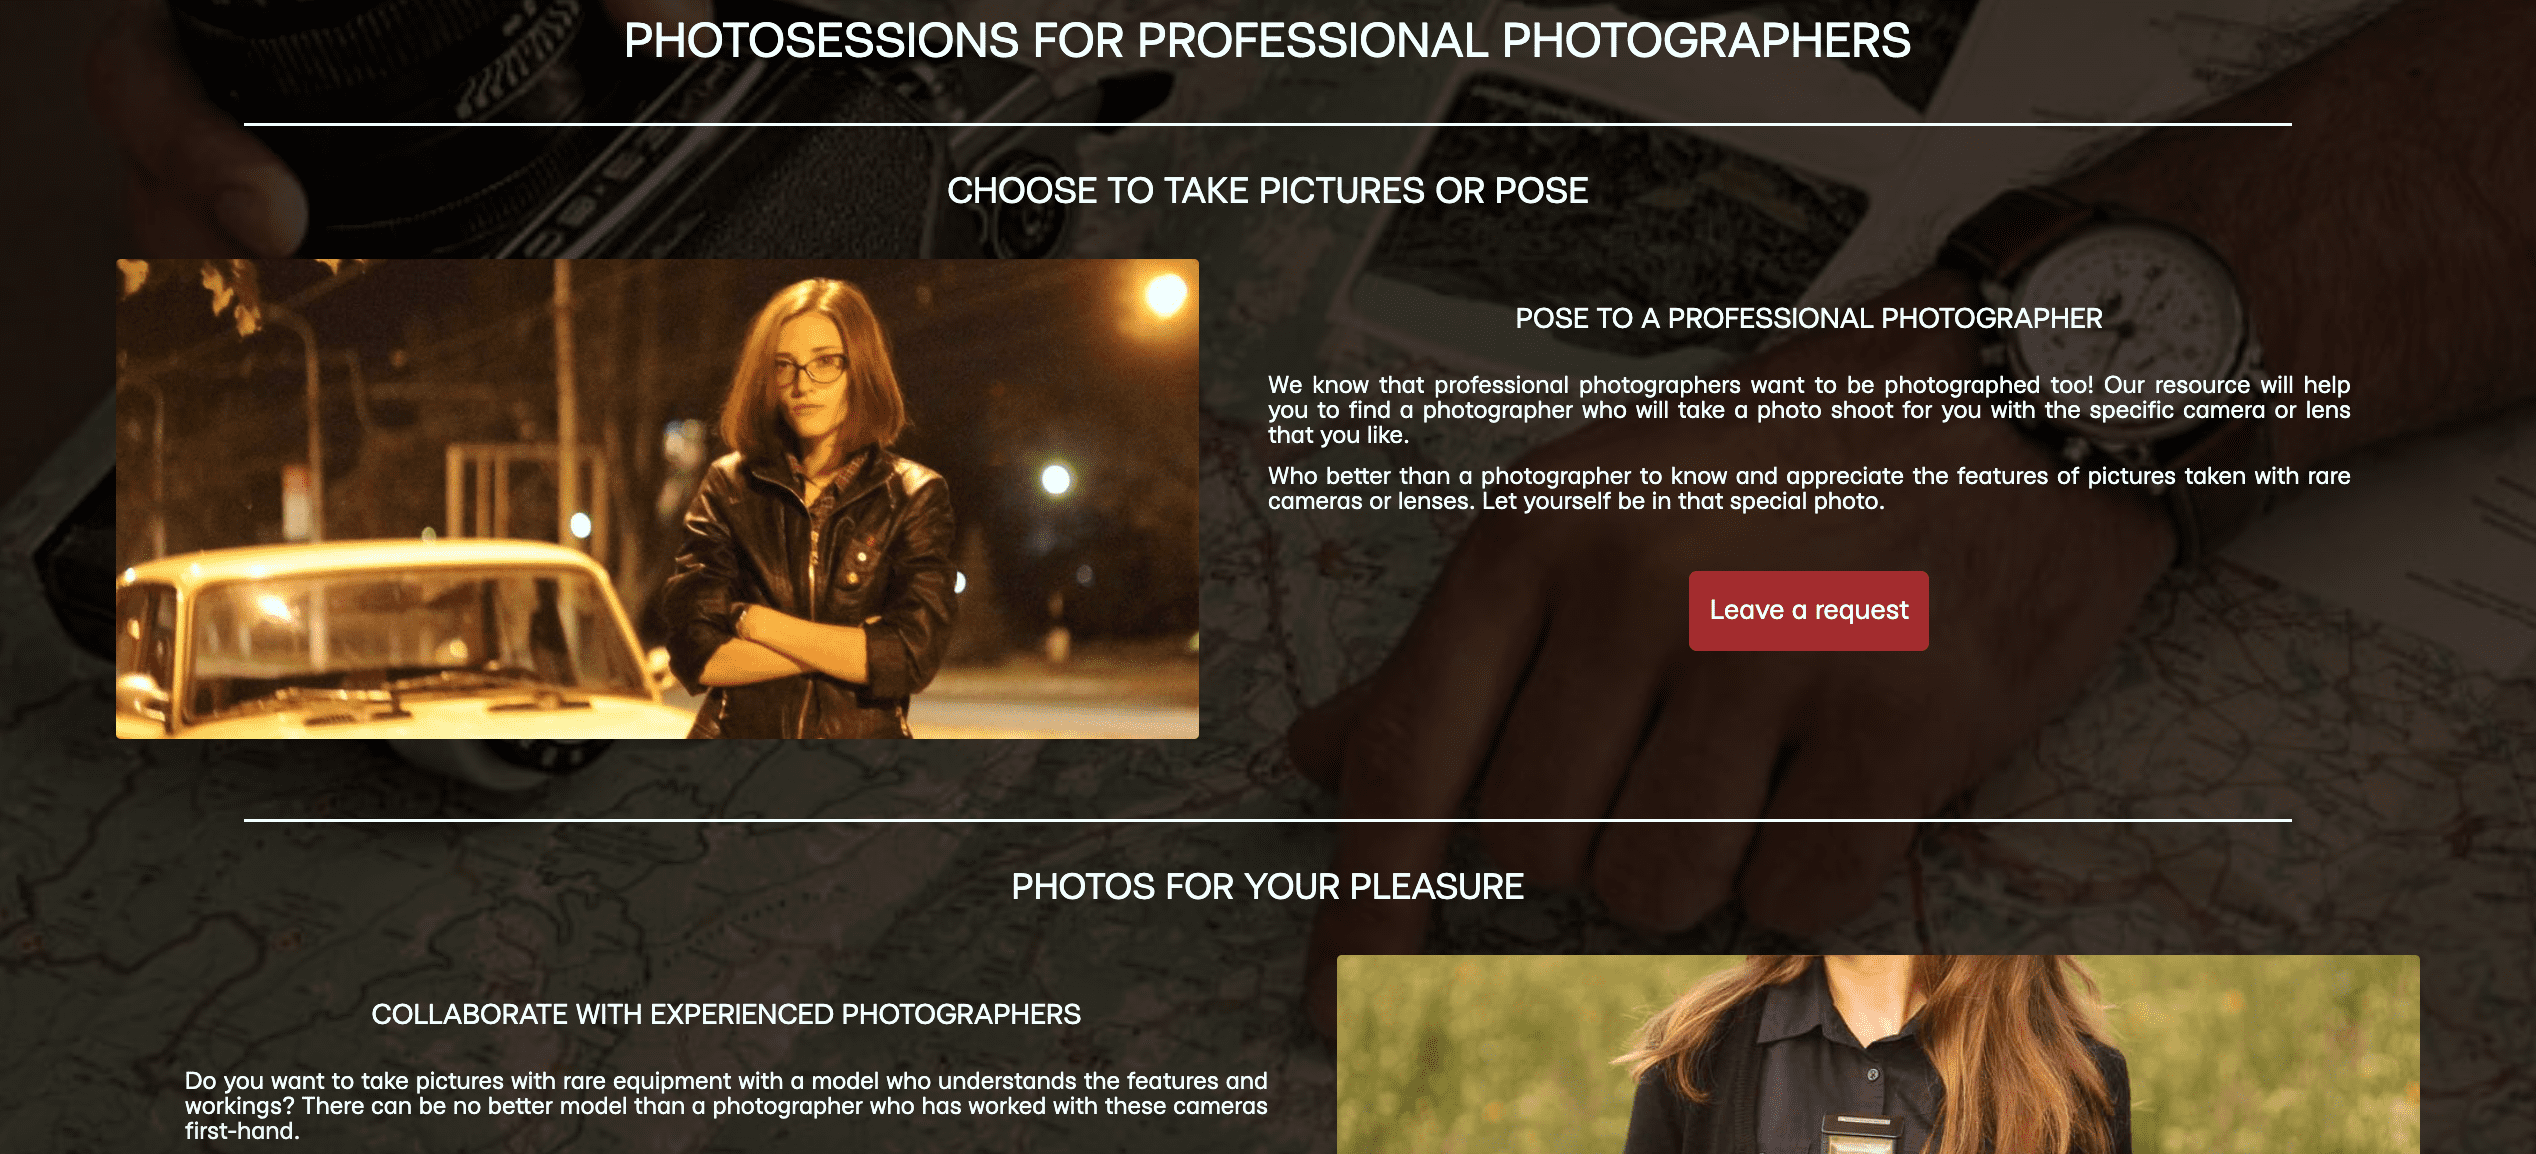 PHOTOSESSIONS FOR PROFESSIONAL PHOTOGRAPHERS
CHOOSE TO TAKE PICTURES OR POSE
POSE TO A PROFESSIONAL PHOTOGRAPHER
We know that professional photographers want to be photographed too! Our resource will help
you to find a photographer who will take a photo shoot for you with the specific camera or lens
that you like.
Who better than a photographer to know and appreciate the features of pictures taken with rare
cameras or lenses. Let yourself be in that special photo.
Leave a request
PHOTOS FOR YOUR PLEASURE
COLLABORATE WITH EXPERIENCED PHOTOGRAPHERS
Do you want to take pictures with rare equipment with a model who understands the features and
workings? There can be no better model than a photographer who has worked with these cameras
first-hand.